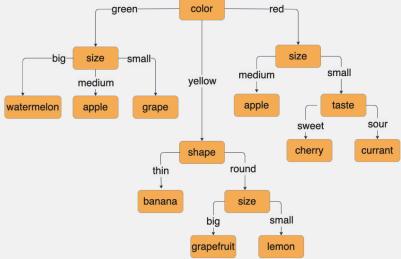 color
green
red
size
size
big
small
medium
medium
small
yellow
watermelon
apple
grape
apple
taste
sweet
sour
shape
cherry
currant
thin
round
banana
size
big
small
grapefruit
lemon